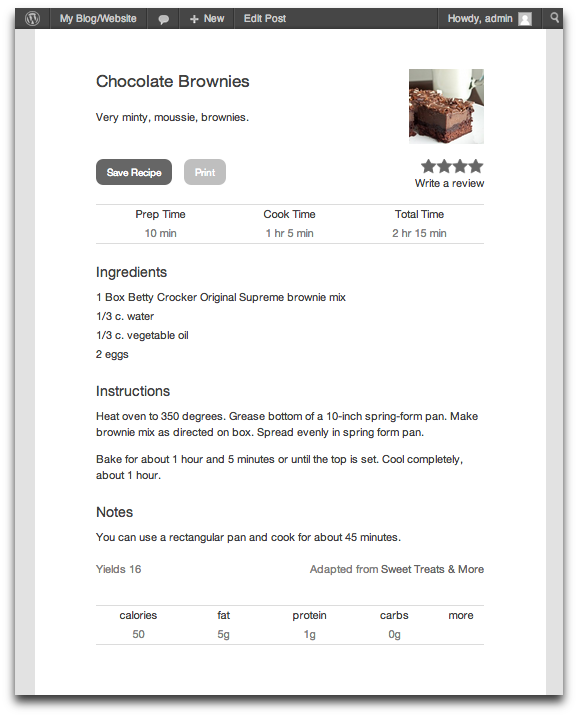 My Blog/Website + New Edit Post Howdy, admin
Chocolate Brownies
Very minty, moussie, brownies.
Save Recipe Print
Write a review
Prep Time Cook Time Total Time
10 min 1 hr 5 min 2 hr 15 min
Ingredients
1 Box Betty Crocker Original Supreme brownie mix
1/3 c. water
1/3 c. vegetable oil
2 eggs
Instructions
Heat oven to 350 degrees. Grease bottom of a 10-inch spring-form pan. Make
brownie mix as directed on box. Spread evenly in spring form pan.
Bake for about 1 hour and 5 minutes or until the top is set. Cool completely,
about 1 hour.
Notes
You can use a rectangular pan and cook for about 45 minutes.
Yields 16 Adapted from Sweet Treats & More
calories fat protein carbs more
50 5g 1g 0g